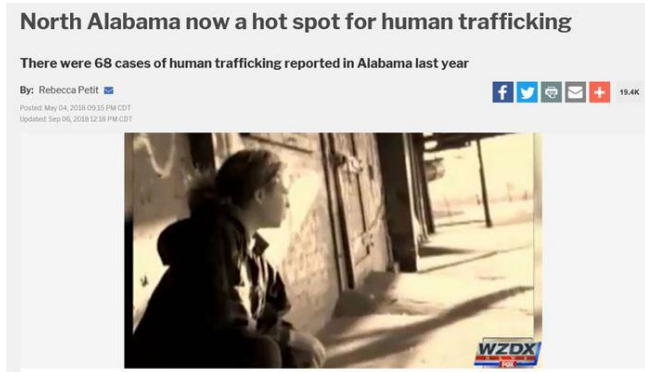 North Alabama now a hot spot for human trafficking
There were 68 cases of human trafficking reported in Alabama last year
By: Rebecca Petit
19.4K
Posted: May 04, 2018 09:15 PM CDT
Updated: Sep 06, 2018 12:18 PM CDT
WZDX
FOX